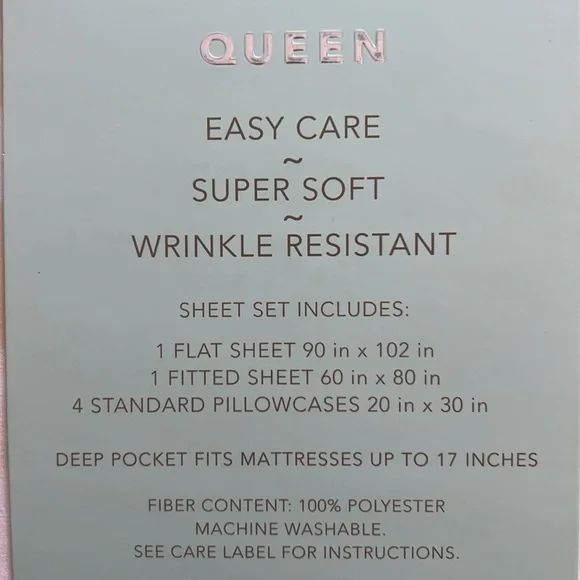 QUEEN
EASY CARE
~
SUPER SOFT
~
WRINKLE RESISTANT
SHEET SET INCLUDES:
1 FLAT SHEET 90 in x 102 in
1 FITTED SHEET 60 in x 80 in
4 STANDARD PILLOWCASES 20 in x 30 in
DEEP POCKET FITS MATTRESSES UP TO 17 INCHES
FIBER CONTENT: 100% POLYESTER
MACHINE WASHABLE.
SEE CARE LABEL FOR INSTRUCTIONS.